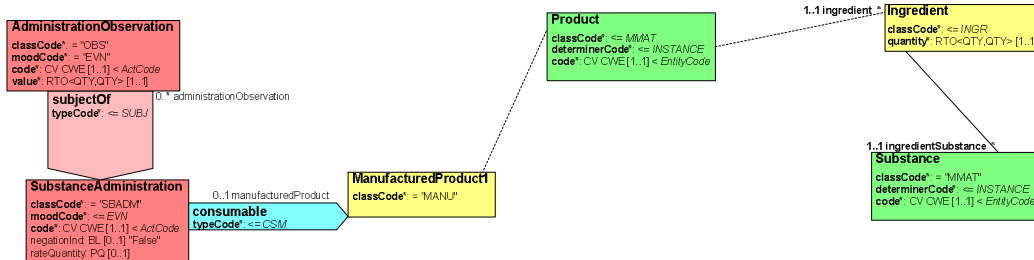 AdministrationObservation
classCode*: = "OBS"
moodCode*: = "EVN"
code*: CV CWE [1..1] < ActCode
value*: RTO<QTY,QTY> [1..1]
subjectOf
typeCode*: <= SUBJ
0..* administrationObservation
SubstanceAdministration
classCode*: = "SBADM"
moodCode*: <= EVN
code*: CV CWE [1..1] < ActCode
negationInd: BL [0..1] "False"
rateQuantity: PQ [0..1]
0..1 manufacturedProduct
consumable
typeCode*: <= CSM
ManufacturedProduct1
classCode*: = "MANU"
Product
classCode*: <= MMAT
determinerCode*: <= INSTANCE
code*: CV CWE [1..1] < EntityCode
1..1 ingredient *
Ingredient
classCode*: <= INGR
quantity*: RTO<QTY,QTY> [1..1
1..1 ingredientSubstance *
Substance
classCode*: = "MMAT"
determinerCode*: <= INSTANCE
code*: CV CWE [1..1] < EntityCode